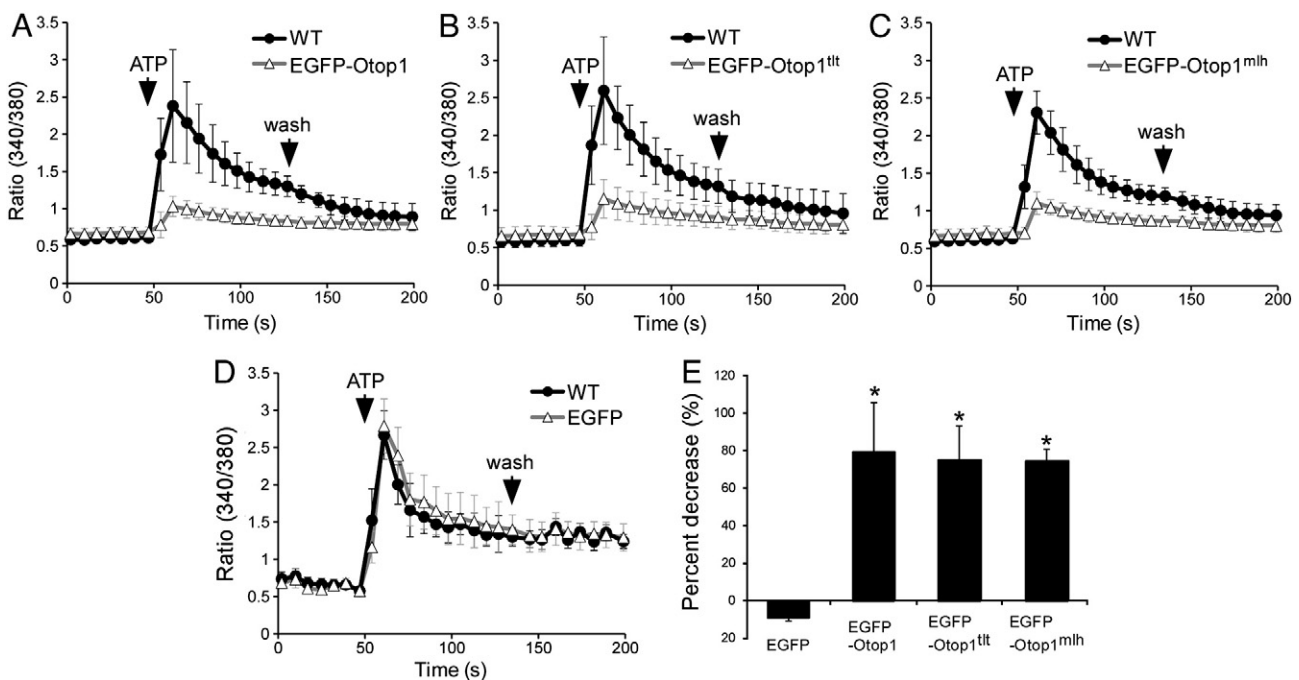 A
WT
EGFP-Otop1
ATP
wash
Ratio (340/380)
3.5
3
2.5
2
1.5
1
0.5
0
0 50 100 150 200
Time (s)
B
WT
EGFP-Otop1tlt
ATP
wash
Ratio (340/380)
3.5
3
2.5
2
1.5
1
0.5
0
0 50 100 150 200
Time (s)
C
WT
EGFP-Otop1mlh
ATP
wash
Ratio (340/380)
3.5
3
2.5
2
1.5
1
0.5
0
0 50 100 150 200
Time (s)
D
WT
EGFP
ATP
wash
Ratio (340/380)
3.5
3
2.5
2
1.5
1
0.5
0
0 50 100 150 200
Time (s)
E
Percent decrease (%)
120
100
80
60
40
20
0
20
* * *
EGFP
EGFP
-Otop1
EGFP
-Otop1tlt
EGFP
-Otop1mlh